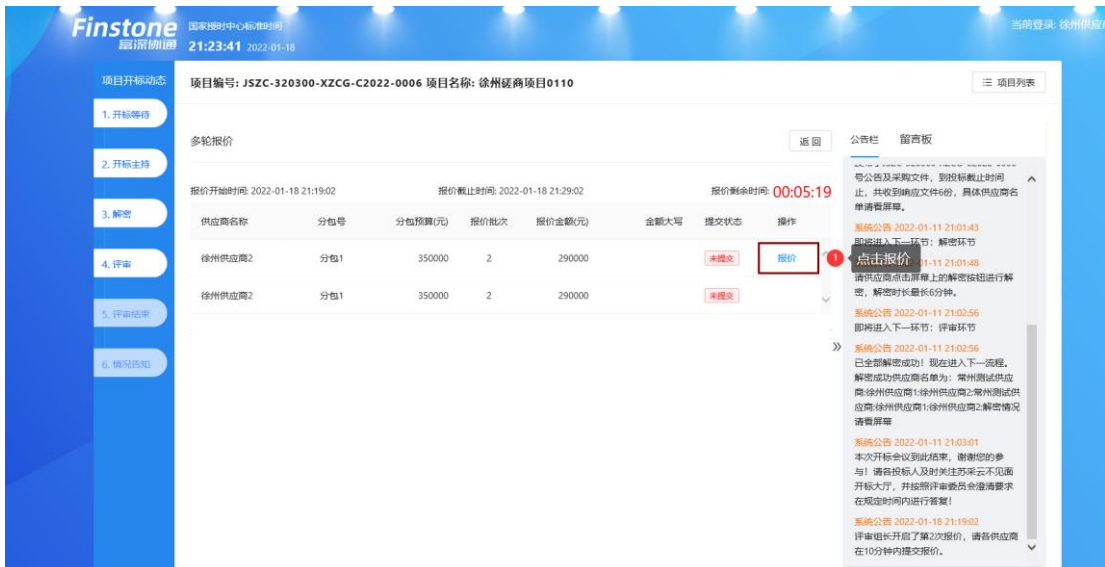 Finstone
富深协通
国家授时中心标准时间
21:23:41 2022-01-18
当前登录: 徐州供应商
项目开标动态
1. 开标等待
2. 开标主持
3. 解密
4. 评审
5. 评审结束
6. 情况告知
项目编号: JSZC-320300-XZCG-C2022-0006 项目名称: 徐州磋商项目0110
项目列表
多轮报价
返回
报价开始时间: 2022-01-18 21:19:02 报价截止时间: 2022-01-18 21:29:02 报价剩余时间: 00:05:19
供应商名称 分包号 分包预算(元) 报价批次 报价金额(元) 金额大写 提交状态 操作
徐州供应商2 分包1 350000 2 290000 未提交 报价
1 点击报价
徐州供应商2 分包1 350000 2 290000 未提交
»
公告栏 留言板
号公告及采购文件，到投标截止时间
止，共收到响应文件6份，具体供应商名
单请看屏幕。
系统公告 2022-01-11 21:01:43
即将进入下一环节：解密环节
01-11 21:01:48
请供应商点击屏幕上的解密按钮进行解
密，解密时长最长6分钟。
系统公告 2022-01-11 21:02:56
即将进入下一环节：评审环节
系统公告 2022-01-11 21:02:56
已全部解密成功！现在进入下一流程。
解密成功供应商名单为：常州测试供应
商;徐州供应商1;徐州供应商2;常州测试供
应商;徐州供应商1;徐州供应商2;解密情况
请看屏幕
系统公告 2022-01-11 21:03:01
本次开标会议到此结束，谢谢您的参
与！请各投标人及时关注苏采云不见面
开标大厅，并按照评审委员会澄清要求
在规定时间内进行答复！
系统公告 2022-01-18 21:19:02
评审组长开启了第2次报价，请各供应商
在10分钟内提交报价。